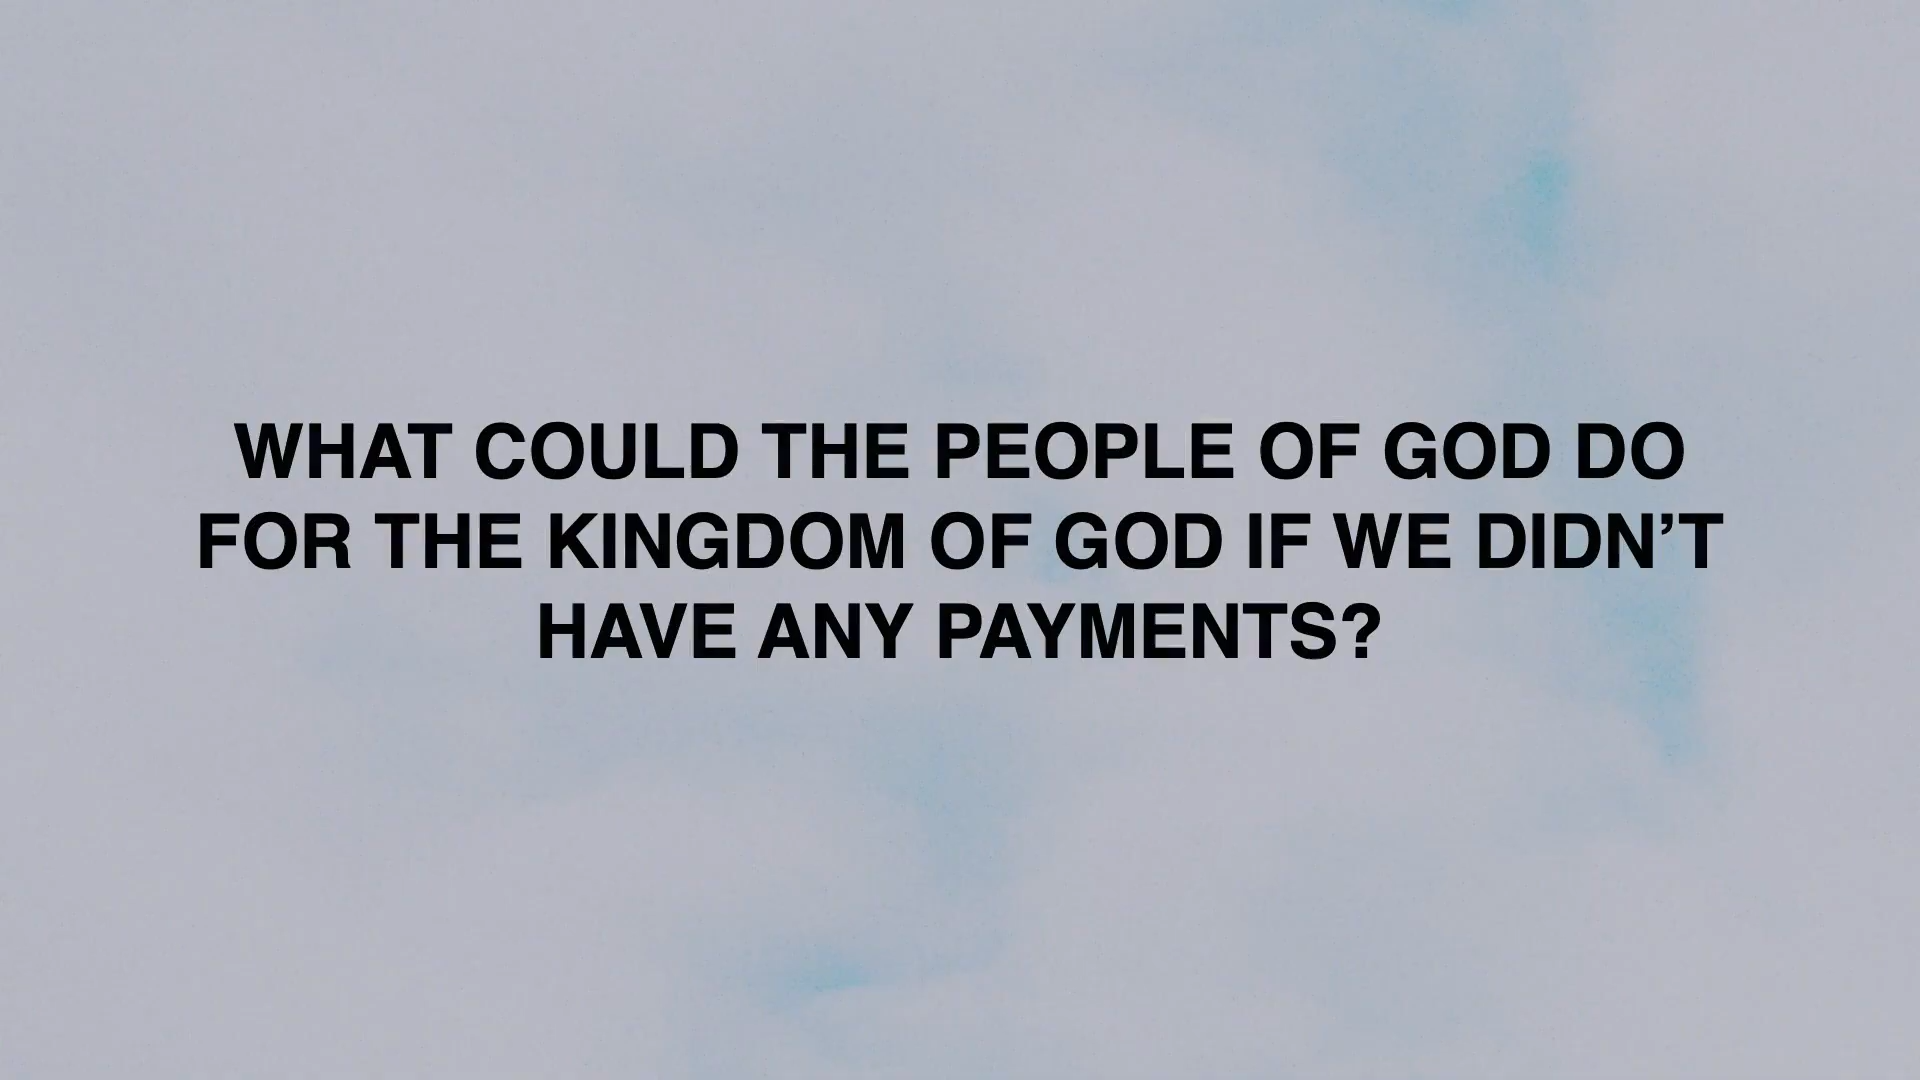 WHAT COULD THE PEOPLE OF GOD DO
FOR THE KINGDOM OF GOD IF WE DIDN’T
HAVE ANY PAYMENTS?